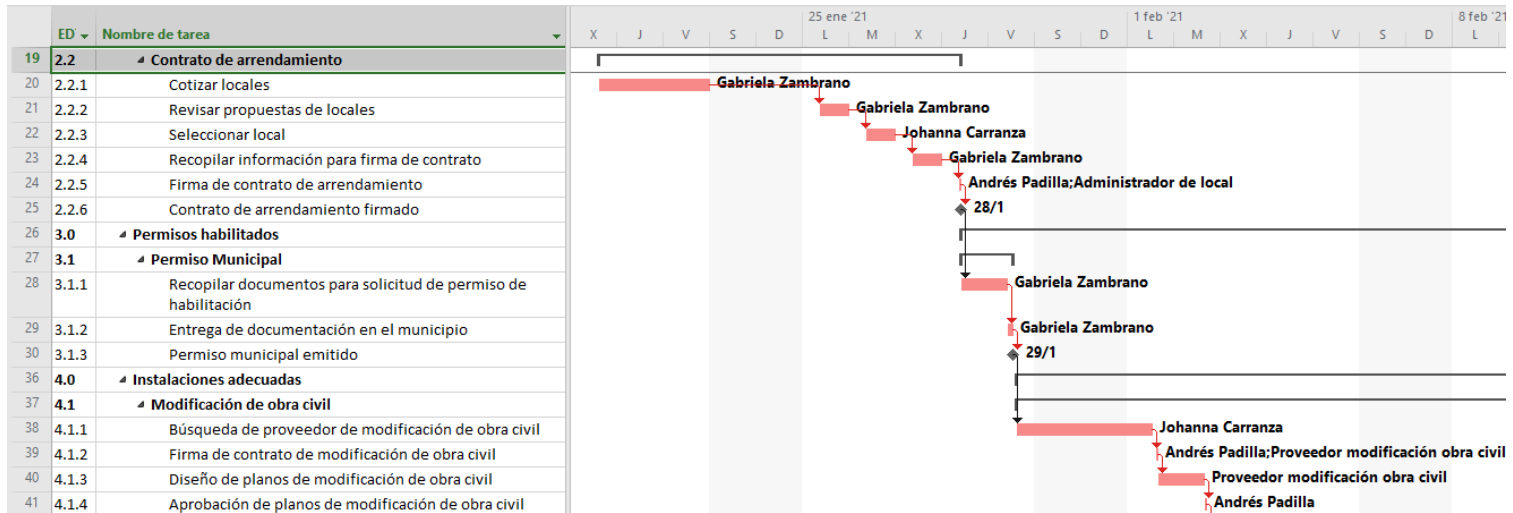 25 ene '21 1 feb '21 8 feb '21
ED' Nombre de tarea X J V S D L M X J V S D L M X J V S D L
19 2.2 Contrato de arrendamiento
20 2.2.1 Cotizar locales Gabriela Zambrano
21 2.2.2 Revisar propuestas de locales Gabriela Zambrano
22 2.2.3 Seleccionar local Johanna Carranza
23 2.2.4 Recopilar información para firma de contrato Gabriela Zambrano
24 2.2.5 Firma de contrato de arrendamiento Andrés Padilla;Administrador de local
25 2.2.6 Contrato de arrendamiento firmado 28/1
26 3.0 Permisos habilitados
27 3.1 Permiso Municipal
28 3.1.1 Recopilar documentos para solicitud de permiso de Gabriela Zambrano
habilitación
29 3.1.2 Entrega de documentación en el municipio Gabriela Zambrano
30 3.1.3 Permiso municipal emitido 29/1
36 4.0 Instalaciones adecuadas
37 4.1 Modificación de obra civil
38 4.1.1 Búsqueda de proveedor de modificación de obra civil Johanna Carranza
39 4.1.2 Firma de contrato de modificación de obra civil Andrés Padilla;Proveedor modificación obra civil
40 4.1.3 Diseño de planos de modificación de obra civil Proveedor modificación obra civil
41 4.1.4 Aprobación de planos de modificación de obra civil Andrés Padilla